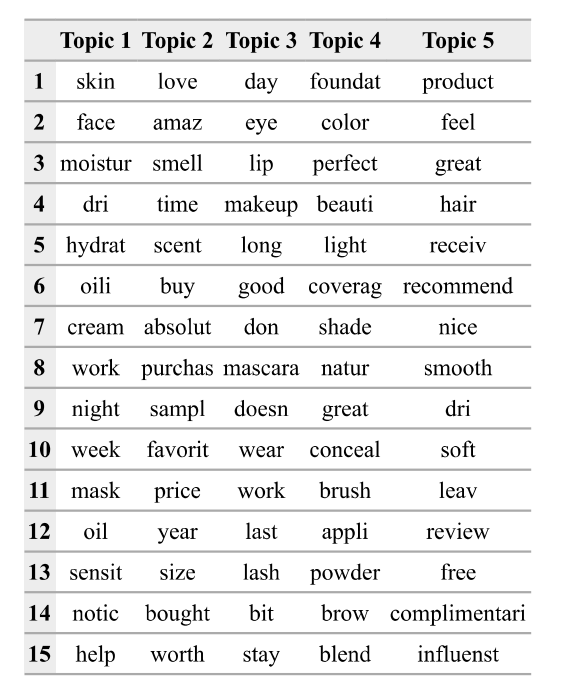 Topic 1 Topic 2 Topic 3 Topic 4 Topic 5
1 skin love day foundat product
2 face amaz eye color feel
3 moistur smell lip perfect great
4 dri time makeup beauti hair
5 hydrat scent long light receiv
6 oili buy good coverag recommend
7 cream absolut don shade nice
8 work purchas mascara natur smooth
9 night sampl doesn great dri
10 week favorit wear conceal soft
11 mask price work brush leav
12 oil year last appli review
13 sensit size lash powder free
14 notic bought bit brow complimentari
15 help worth stay blend influenst